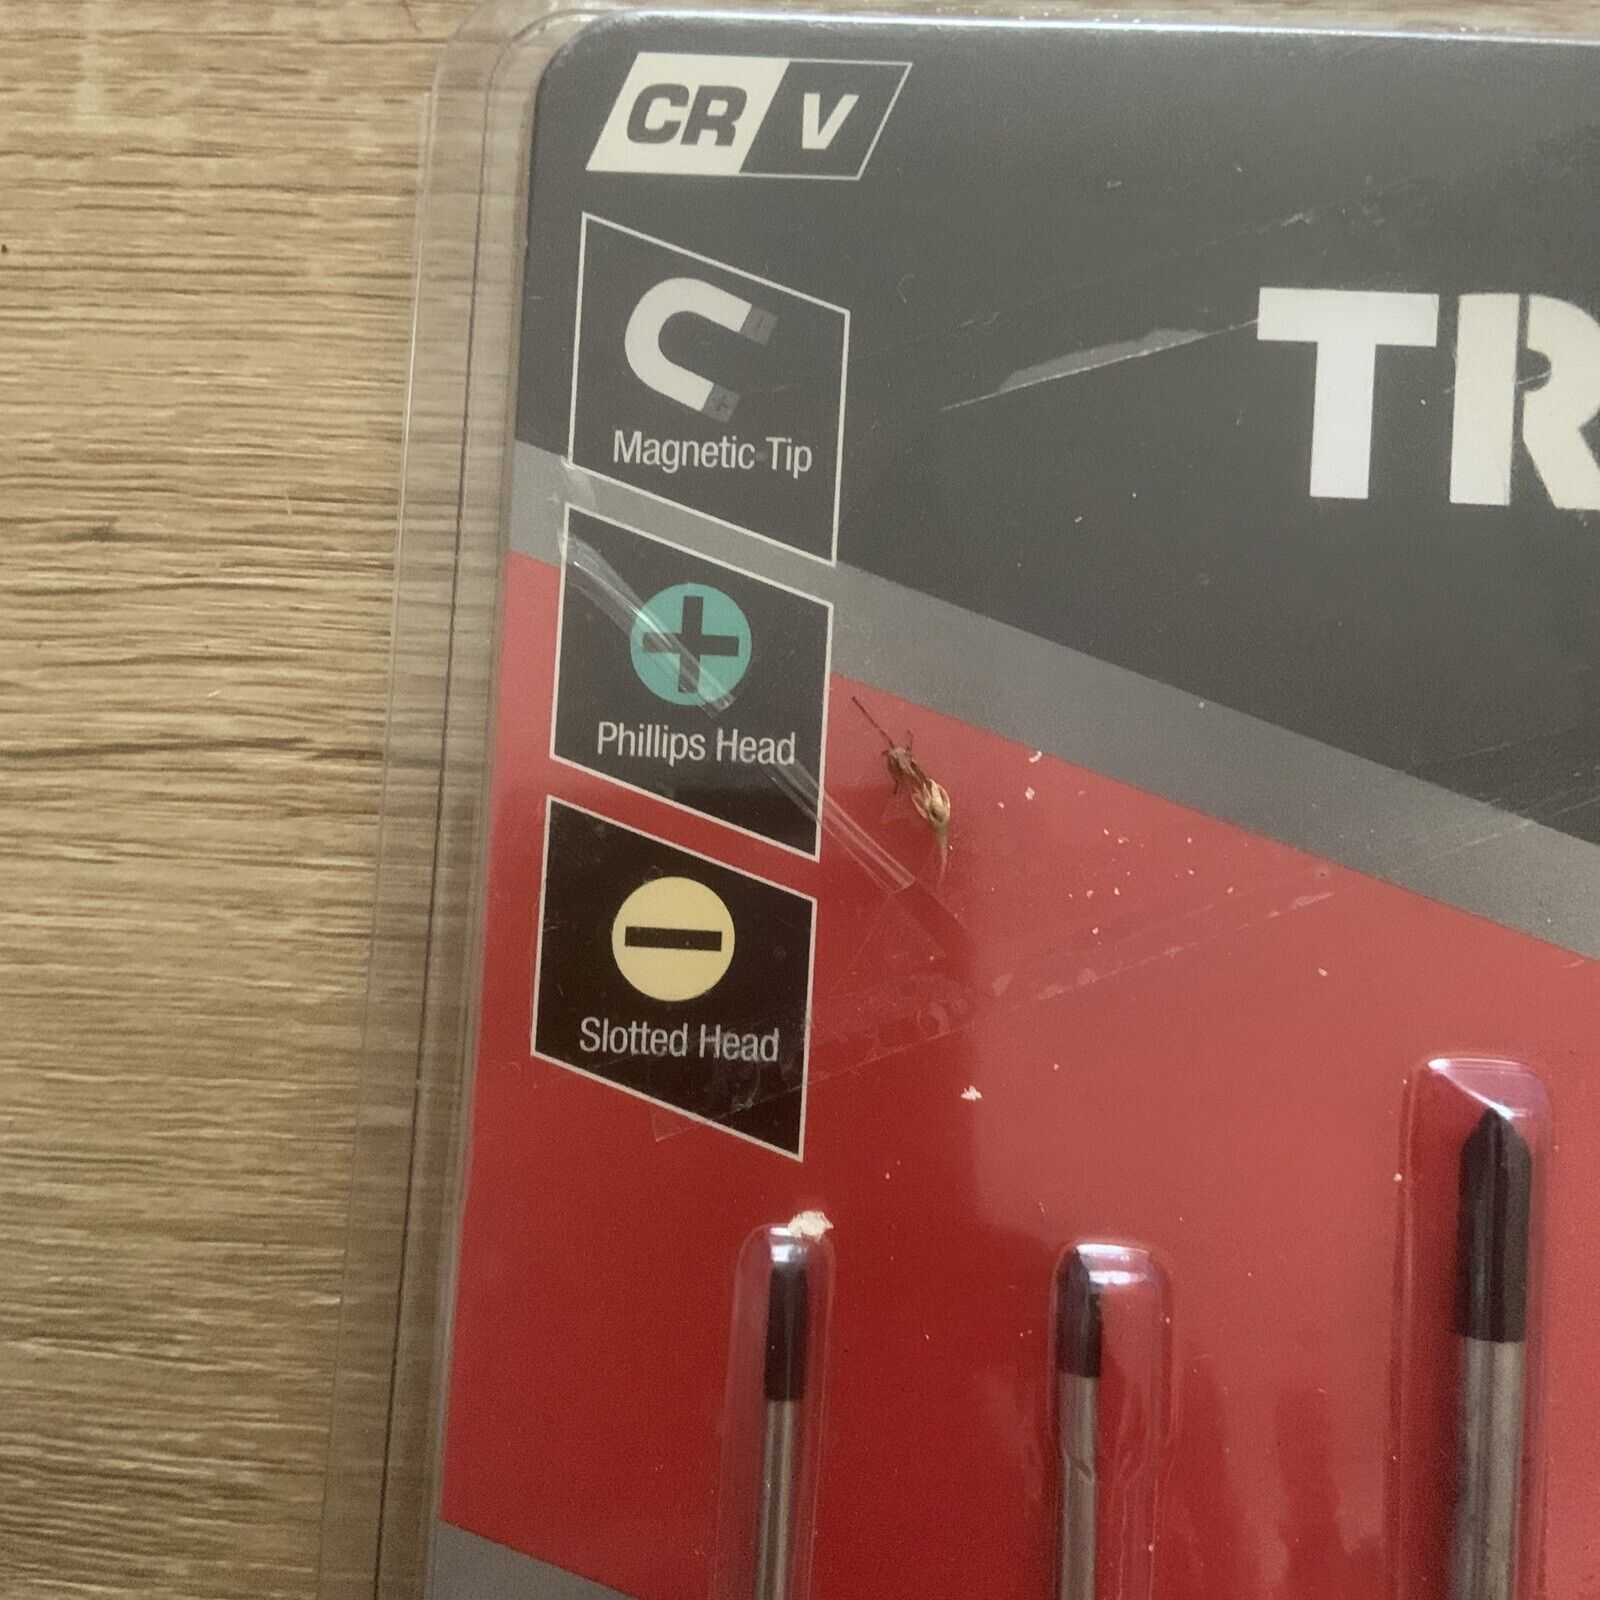 CR V
TR
Magnetic Tip
Phillips Head
Slotted Head